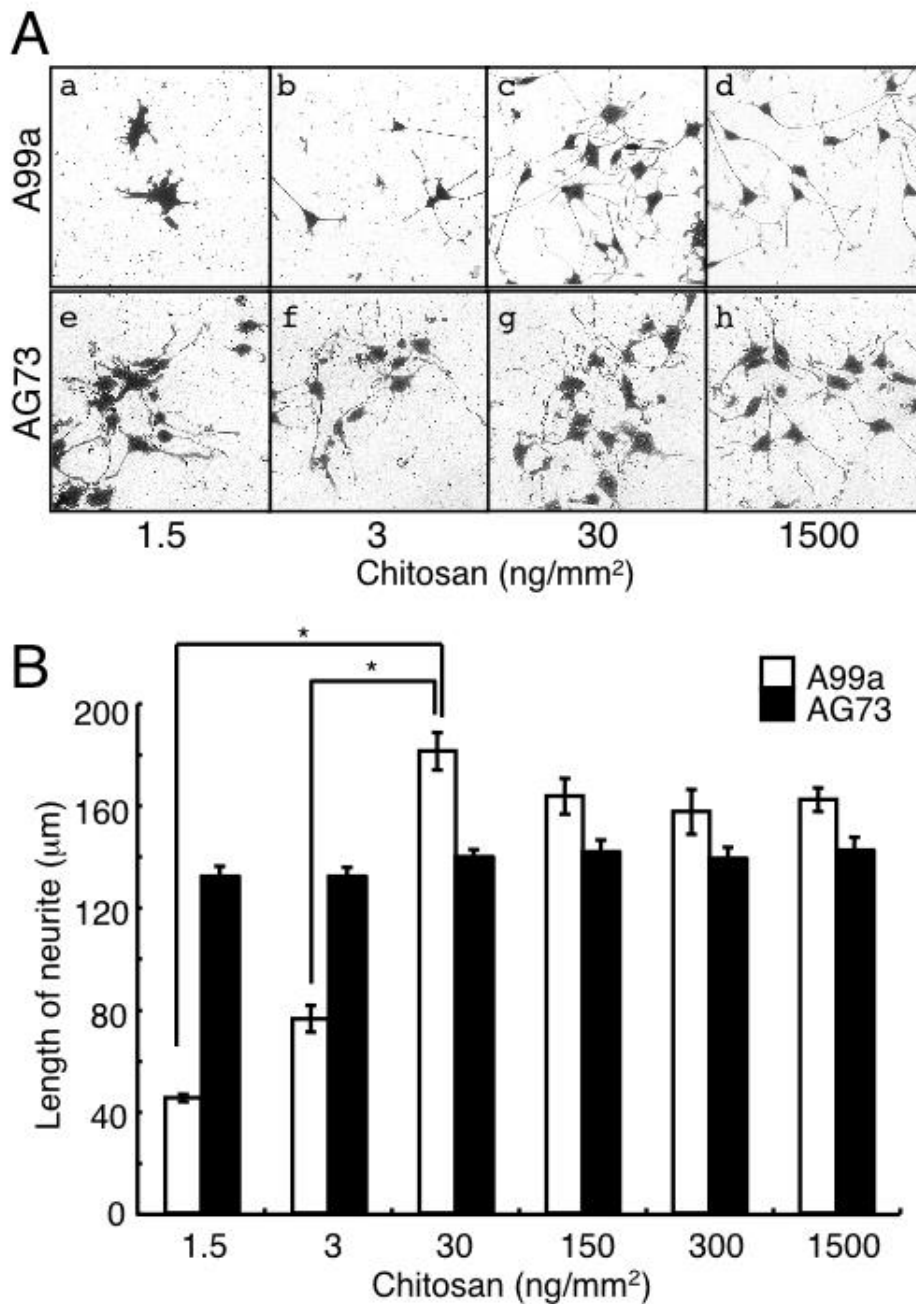 A
a b c d
A99a
e f g h
AG73
1.5 3 30 1500
Chitosan (ng/mm²)
B
* 
*
A99a
AG73
Length of neurite (μm)
200
160
120
80
40
0
1.5 3 30 150 300 1500
Chitosan (ng/mm²)